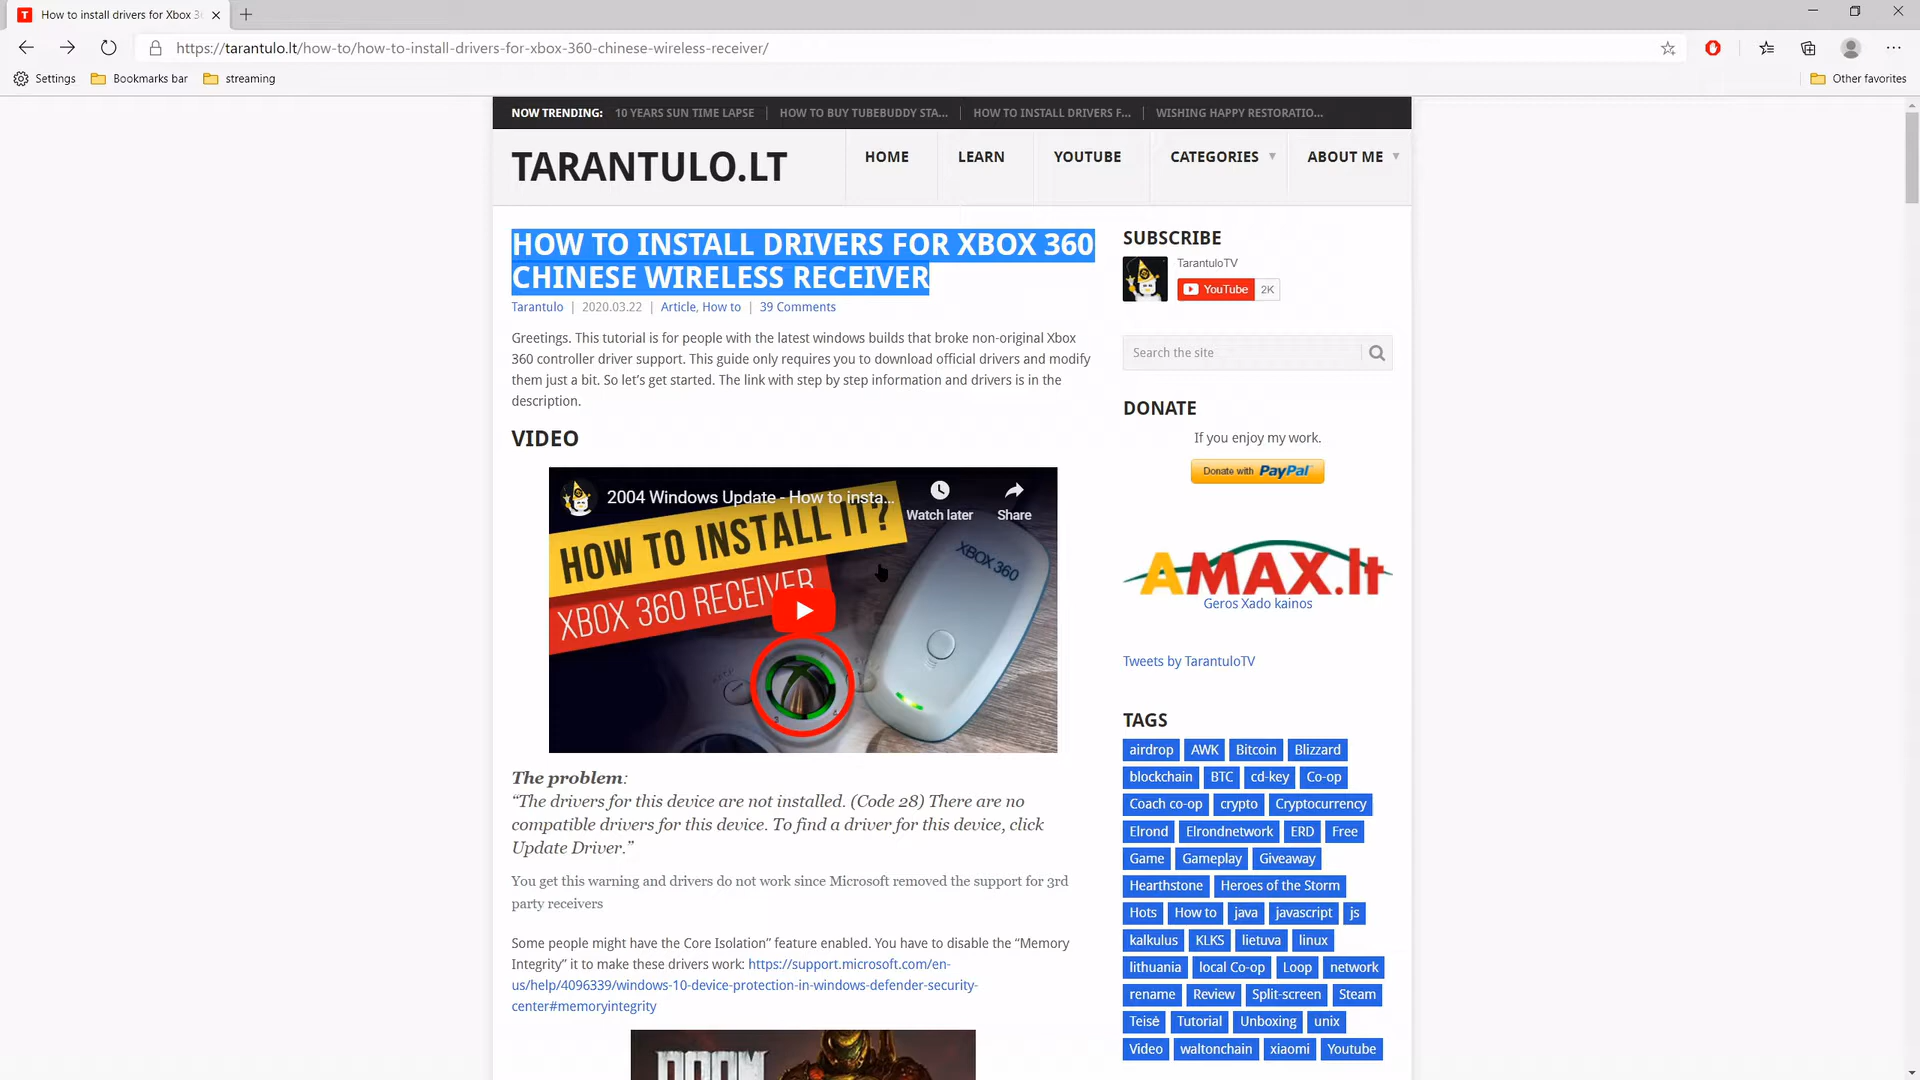 How to install drivers for Xbox 3
https://tarantulo.lt/how-to/how-to-install-drivers-for-xbox-360-chinese-wireless-receiver/
Settings
Bookmarks bar
streaming
Other favorites
NOW TRENDING:
10 YEARS SUN TIME LAPSE
HOW TO BUY TUBEBUDDY STA...
HOW TO INSTALL DRIVERS F...
WISHING HAPPY RESTORATIO...
TARANTULO.LT
HOME
LEARN
YOUTUBE
CATEGORIES
ABOUT ME
HOW TO INSTALL DRIVERS FOR XBOX 360
CHINESE WIRELESS RECEIVER
Tarantulo | 2020.03.22 | Article, How to | 39 Comments
Greetings. This tutorial is for people with the latest windows builds that broke non-original Xbox
360 controller driver support. This guide only requires you to download official drivers and modify
them just a bit. So let's get started. The link with step by step information and drivers is in the
description.
VIDEO
2004 Windows Update - How to insta...
Watch later
Share
HOW TO INSTALL IT?
XBOX 360 RECEIVER
XBOX 360
The problem:
“The drivers for this device are not installed. (Code 28) There are no
compatible drivers for this device. To find a driver for this device, click
Update Driver.”
You get this warning and drivers do not work since Microsoft removed the support for 3rd
party receivers
Some people might have the Core Isolation” feature enabled. You have to disable the “Memory
Integrity” it to make these drivers work: https://support.microsoft.com/en-
us/help/4096339/windows-10-device-protection-in-windows-defender-security-
center#memoryintegrity
DOOM
SUBSCRIBE
TarantuloTV
YouTube 2K
Search the site
DONATE
If you enjoy my work.
Donate with PayPal
AMAX.lt
Geros Xado kainos
Tweets by TarantuloTV
TAGS
airdrop AWK Bitcoin Blizzard
blockchain BTC cd-key Co-op
Coach co-op crypto Cryptocurrency
Elrond Elrondnetwork ERD Free
Game Gameplay Giveaway
Hearthstone Heroes of the Storm
Hots How to java javascript js
kalkulus KLKS lietuva linux
lithuania local Co-op Loop network
rename Review Split-screen Steam
Teisė Tutorial Unboxing unix
Video waltonchain xiaomi Youtube